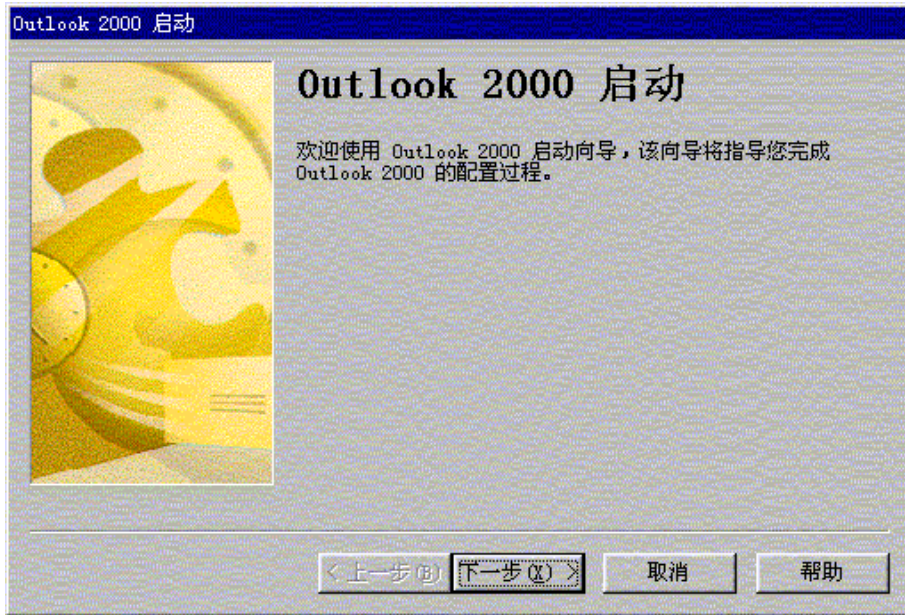 Outlook 2000 启动
Outlook 2000 启动
欢迎使用 Outlook 2000 启动向导，该向导将指导您完成
Outlook 2000 的配置过程。
< 上一步(B) 下一步(X) > 取消 帮助